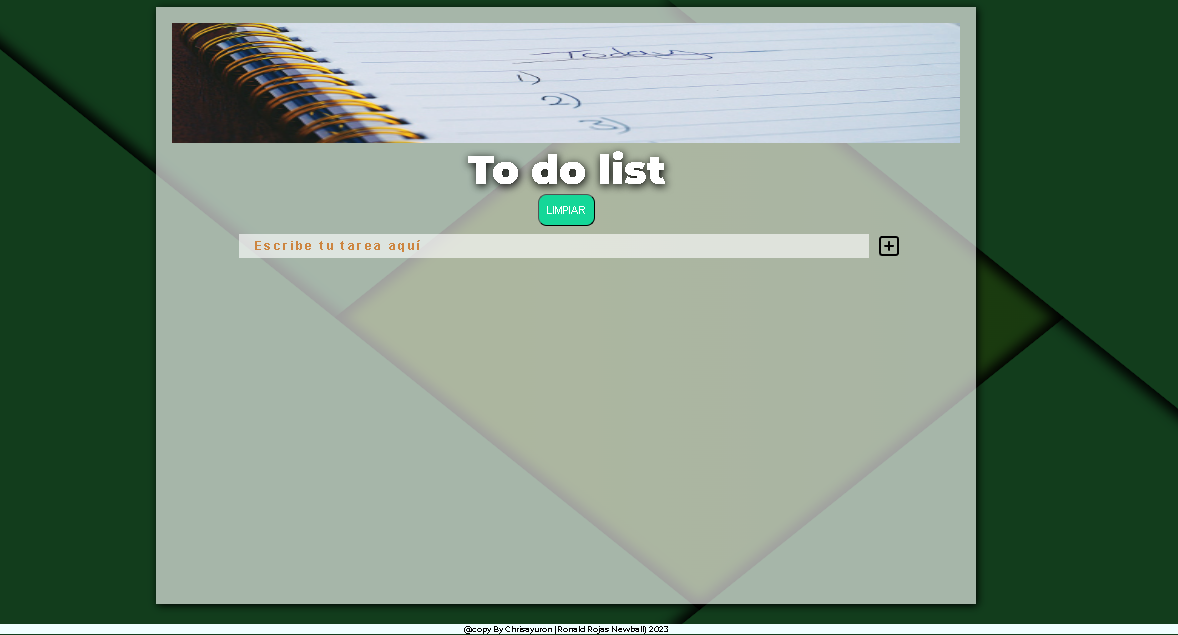 Today
1)
2)
3)
To do list
LIMPIAR
Escribe tu tarea aquí
@copy By Chrisayuron |Ronald Rojas Newball) 2023